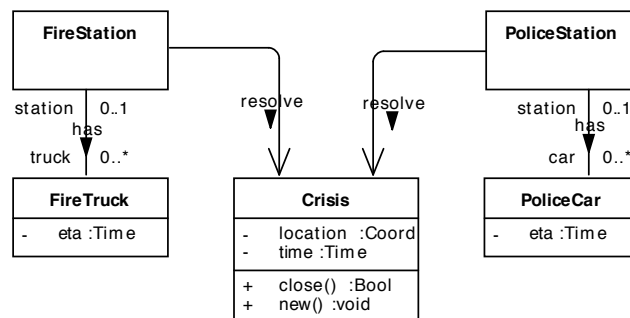 FireStation
PoliceStation
resolve
resolve
station 0..1
has
truck 0..*
station 0..1
has
car 0..*
FireTruck
- eta :Time
Crisis
- location :Coord
- time :Time
+ close() :Bool
+ new() :void
PoliceCar
- eta :Time